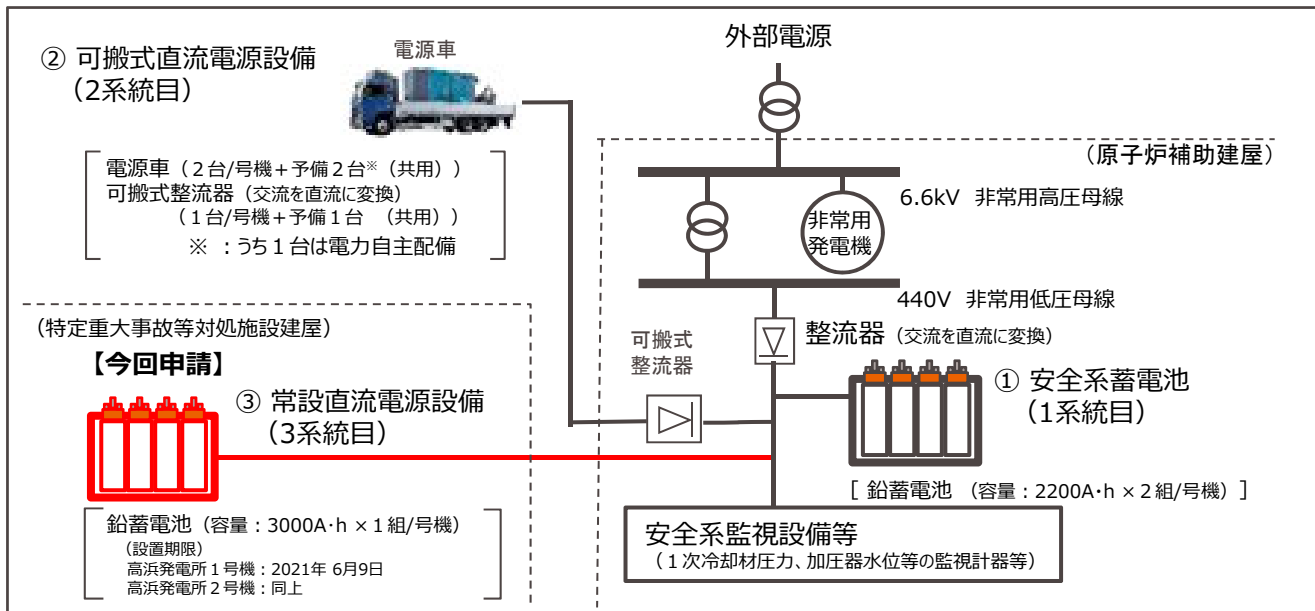 ② 可搬式直流電源設備
（2系統目）
電源車
外部電源
電源車（２台/号機＋予備２台※（共用））
可搬式整流器（交流を直流に変換）
（１台/号機＋予備１台　（共用））
※　：うち１台は電力自主配備
（原子炉補助建屋）
6.6kV　非常用高圧母線
非常用
発電機
440V　非常用低圧母線
（特定重大事故等対処施設建屋）
【今回申請】
③ 常設直流電源設備
（3系統目）
可搬式
整流器
整流器（交流を直流に変換）
① 安全系蓄電池
（1系統目）
［ 鉛蓄電池 （容量：2200A･h × ２組/号機）］
鉛蓄電池（容量：3000A･h × １組/号機）
（設置期限）
高浜発電所１号機：2021年 6月9日
高浜発電所２号機：同上
安全系監視設備等
（１次冷却材圧力、加圧器水位等の監視計器等）